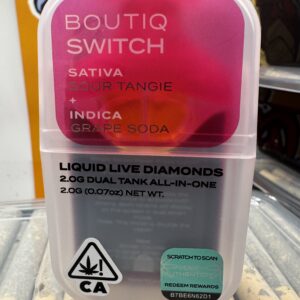 BOUTIQ
SWITCH
SATIVA
SOUR TANGIE
+
INDICA
GRAPE SODA
LIQUID LIVE DIAMONDS
2.0G DUAL TANK ALL-IN-ONE
2.0G (0.07oz) NET WT.
CA
SCRATCH TO SCAN
REDEEM REWARDS